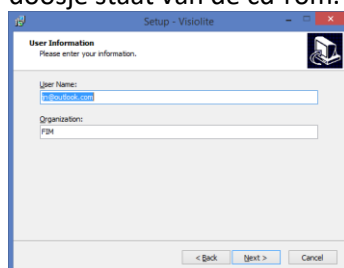 doosje staat van de cd-rom.
Setup - Visiolite
User Information
Please enter your information.
User Name:
@outlook.com
Organization:
FIM
< Back Next > Cancel